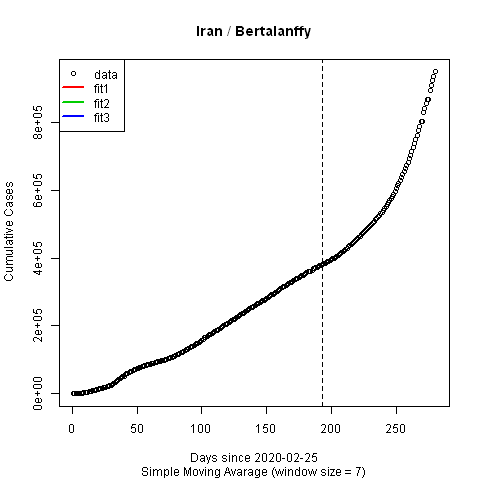 Iran / Bertalanffy
data
fit1
fit2
fit3
Cumulative Cases
8e+05
6e+05
4e+05
2e+05
0e+00
0 50 100 150 200 250
Days since 2020-02-25
Simple Moving Avarage (window size = 7)